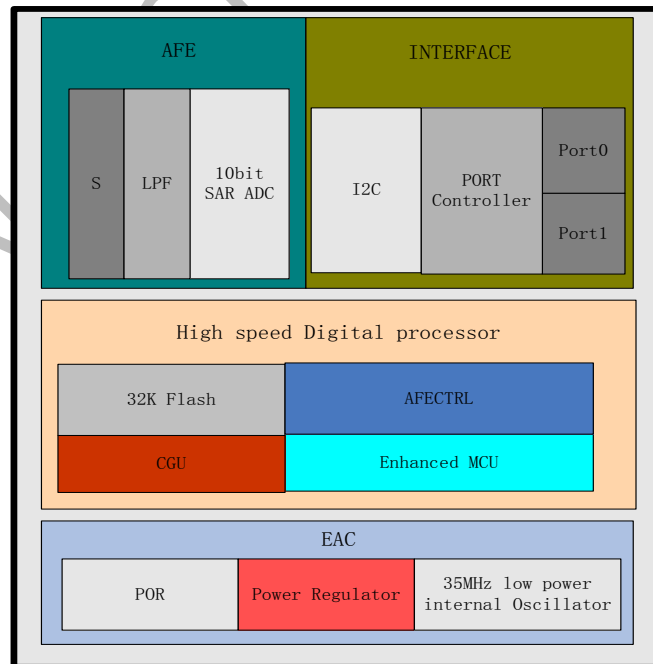 AFE
INTERFACE
S
LPF
10bit
SAR ADC
I2C
PORT
Controller
Port0
Port1
High speed Digital processor
32K Flash
AFECTRL
CGU
Enhanced MCU
EAC
POR
Power Regulator
35MHz low power
internal Oscillator